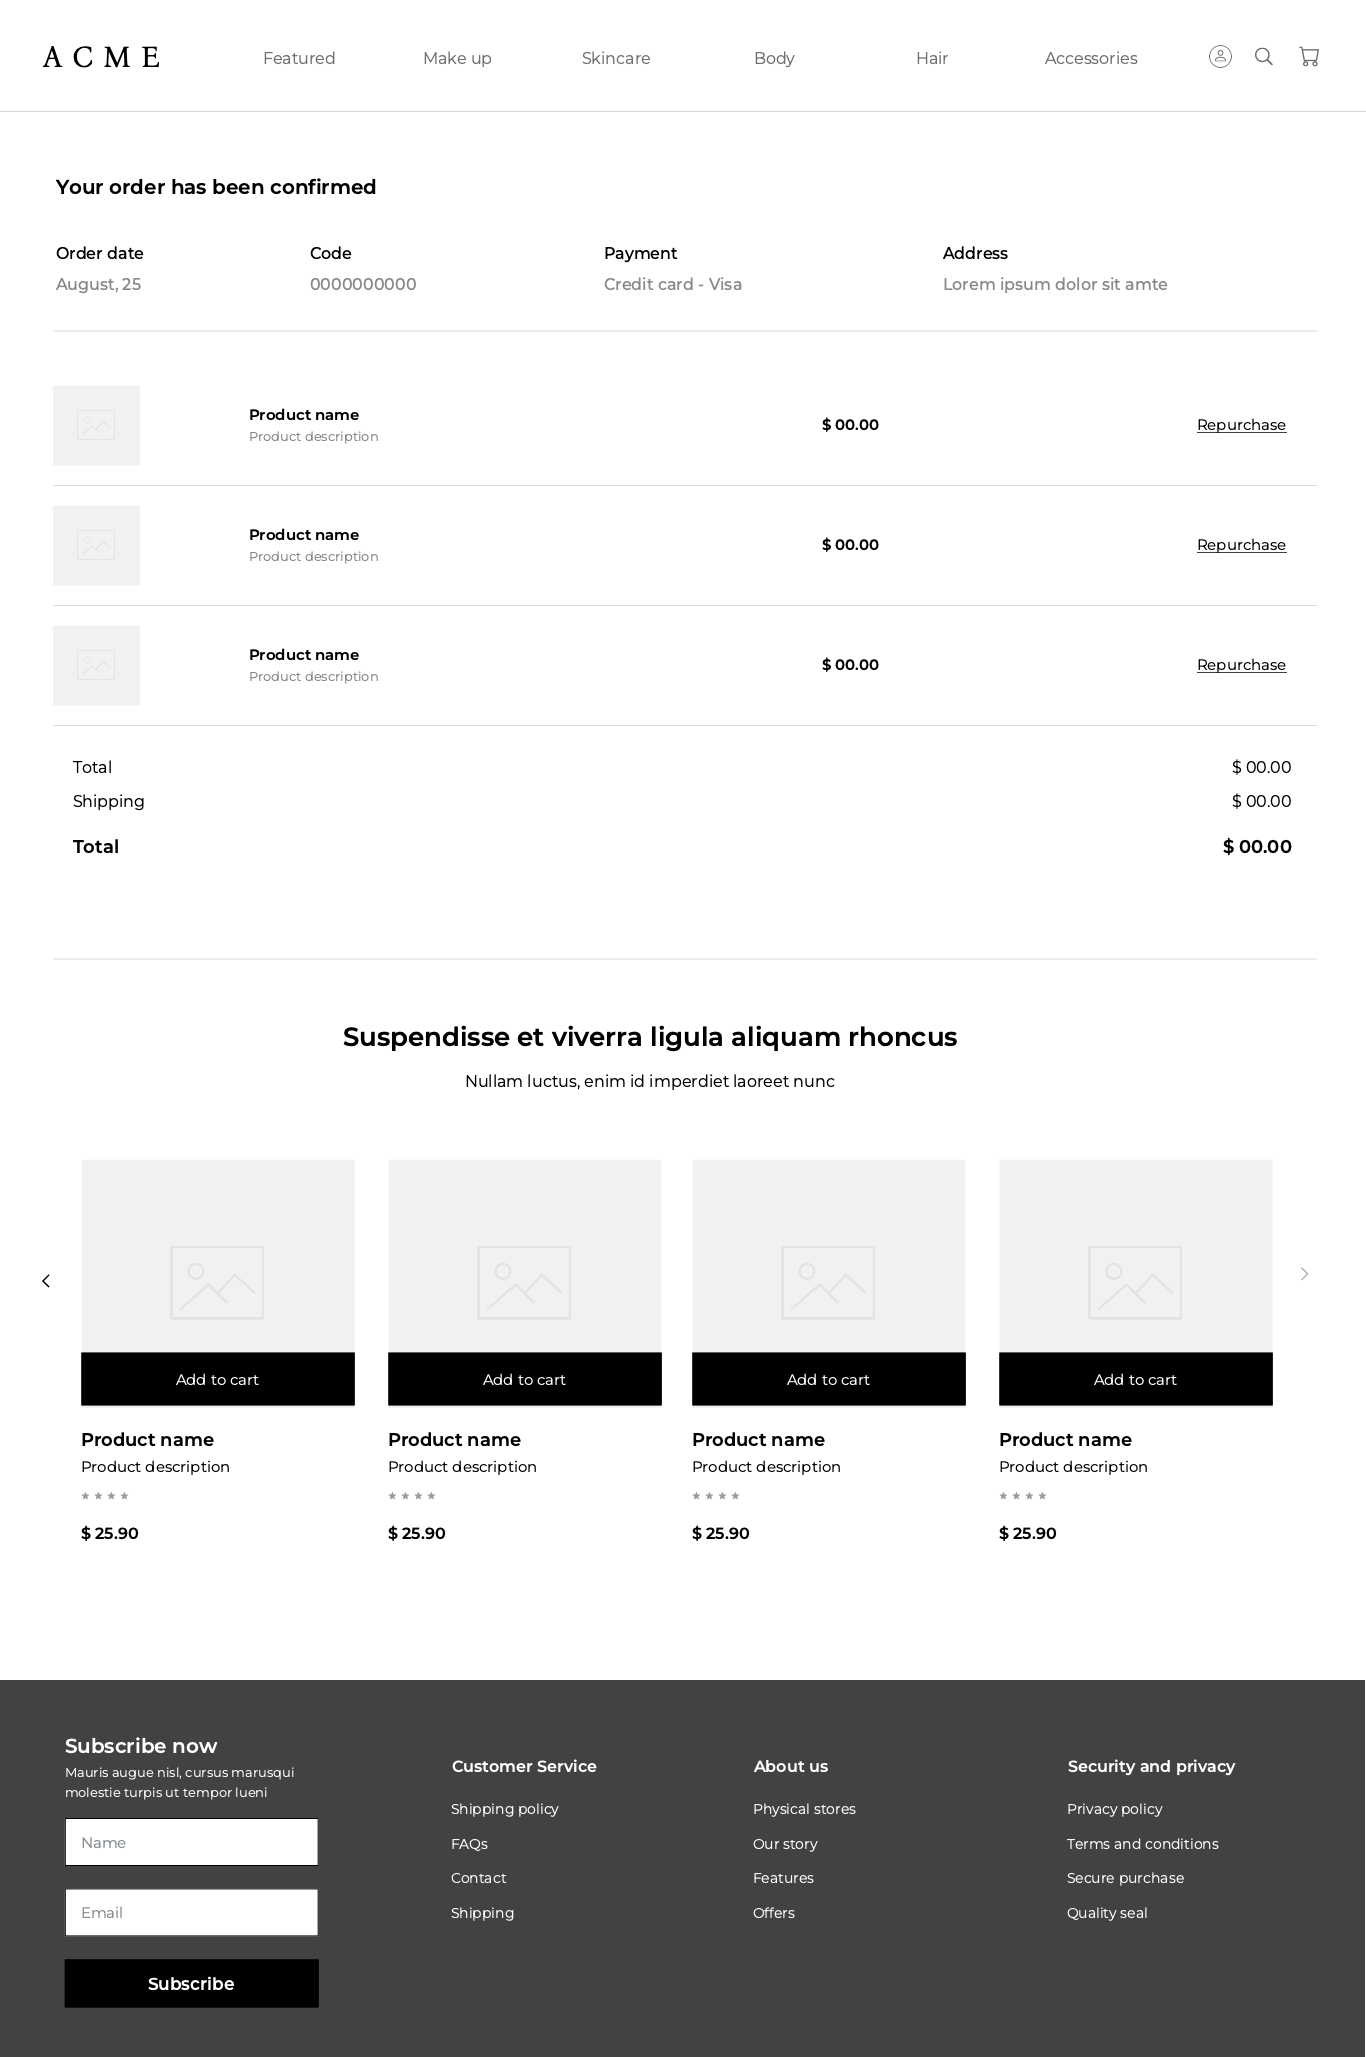 ACME
Featured
Make up
Skincare
Body
Hair
Accessories
Your order has been confirmed
Order date
Code
Payment
Address
August, 25
0000000000
Credit card - Visa
Lorem ipsum dolor sit amte
Product name
Product description
$ 00.00
Repurchase
Product name
Product description
$ 00.00
Repurchase
Product name
Product description
$ 00.00
Repurchase
Total
$ 00.00
Shipping
$ 00.00
Total
$ 00.00
Suspendisse et viverra ligula aliquam rhoncus
Nullam luctus, enim id imperdiet laoreet nunc
Add to cart
Add to cart
Add to cart
Add to cart
Product name
Product name
Product name
Product name
Product description
Product description
Product description
Product description
$ 25.90
$ 25.90
$ 25.90
$ 25.90
Subscribe now
Mauris augue nisl, cursus marusqui
molestie turpis ut tempor lueni
Name
Email
Subscribe
Customer Service
Shipping policy
FAQs
Contact
Shipping
About us
Physical stores
Our story
Features
Offers
Security and privacy
Privacy policy
Terms and conditions
Secure purchase
Quality seal